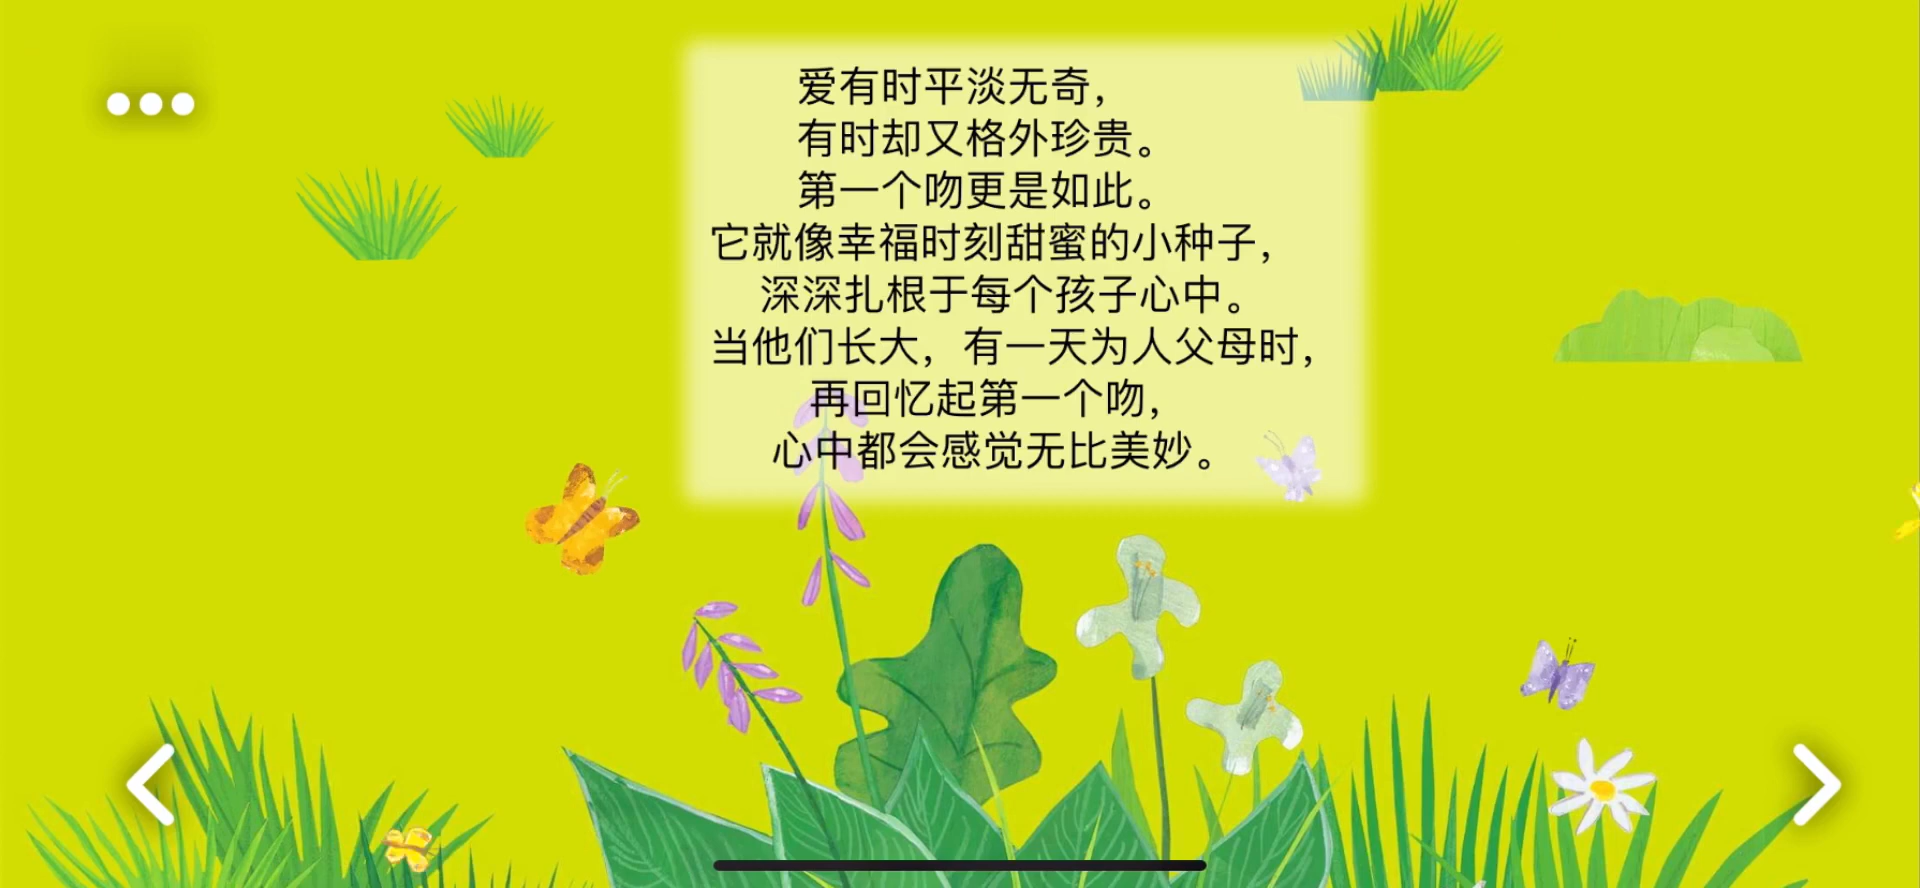 爱有时平淡无奇，
有时却又格外珍贵。
第一个吻更是如此。
它就像幸福时刻甜蜜的小种子，
深深扎根于每个孩子心中。
当他们长大，有一天为人父母时，
再回忆起第一个吻，
心中都会感觉无比美妙。